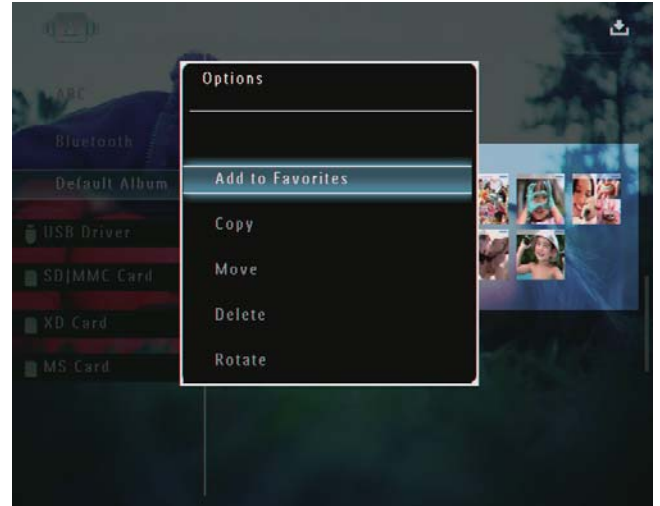 Options
Add to Favorites
Copy
Move
Delete
Rotate
ABC
Bluetooth
Default Album
USB Driver
SD|MMC Card
XD Card
MS Card